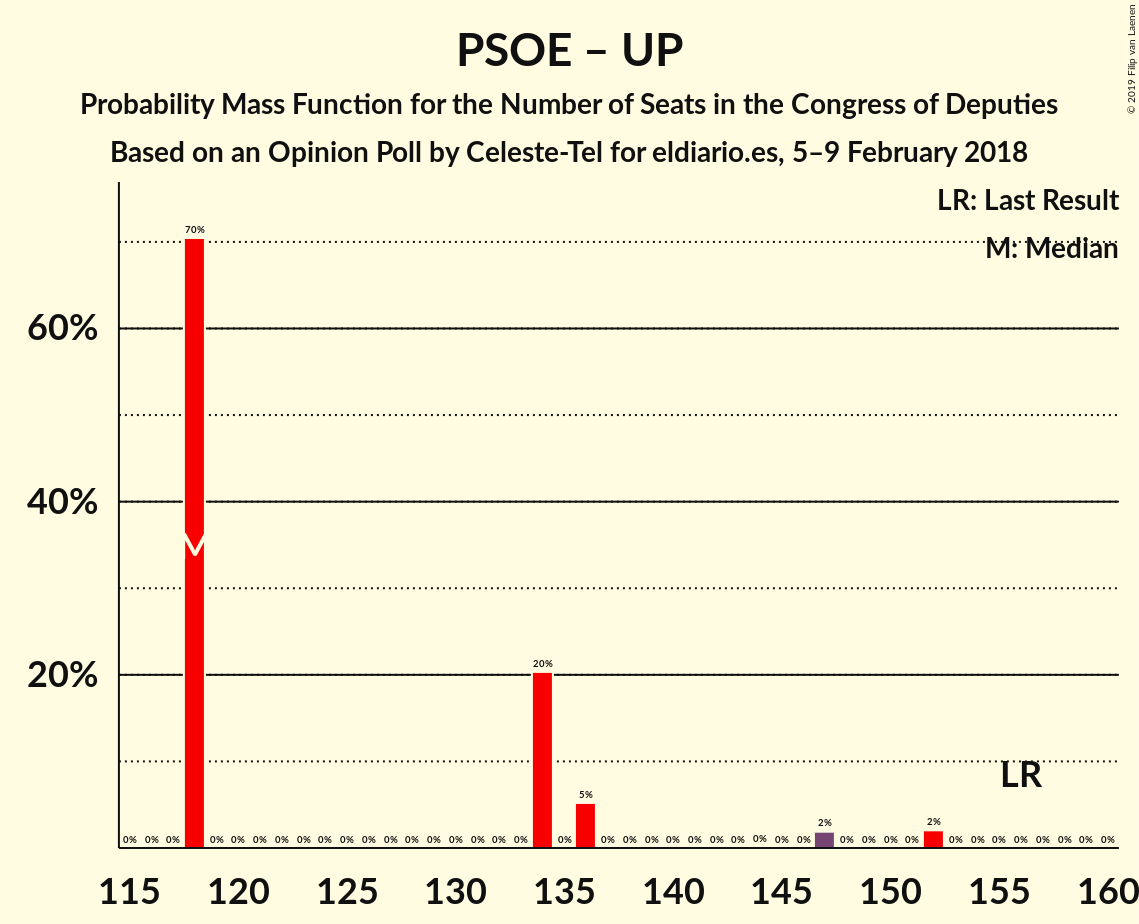 PSOE – UP
Probability Mass Function for the Number of Seats in the Congress of Deputies
Based on an Opinion Poll by Celeste-Tel for eldiario.es, 5–9 February 2018
© 2019 Filip van Laenen
LR: Last Result
M: Median
70%
60%
40%
20%
20%
LR
5%
2% 2%
0% 0% 0% 0% 0% 0% 0% 0% 0% 0% 0% 0% 0% 0% 0% 0% 0% 0% 0% 0% 0% 0% 0% 0% 0% 0% 0% 0% 0% 0% 0% 0% 0% 0% 0% 0% 0% 0% 0% 0% 0%
115 120 125 130 135 140 145 150 155 160